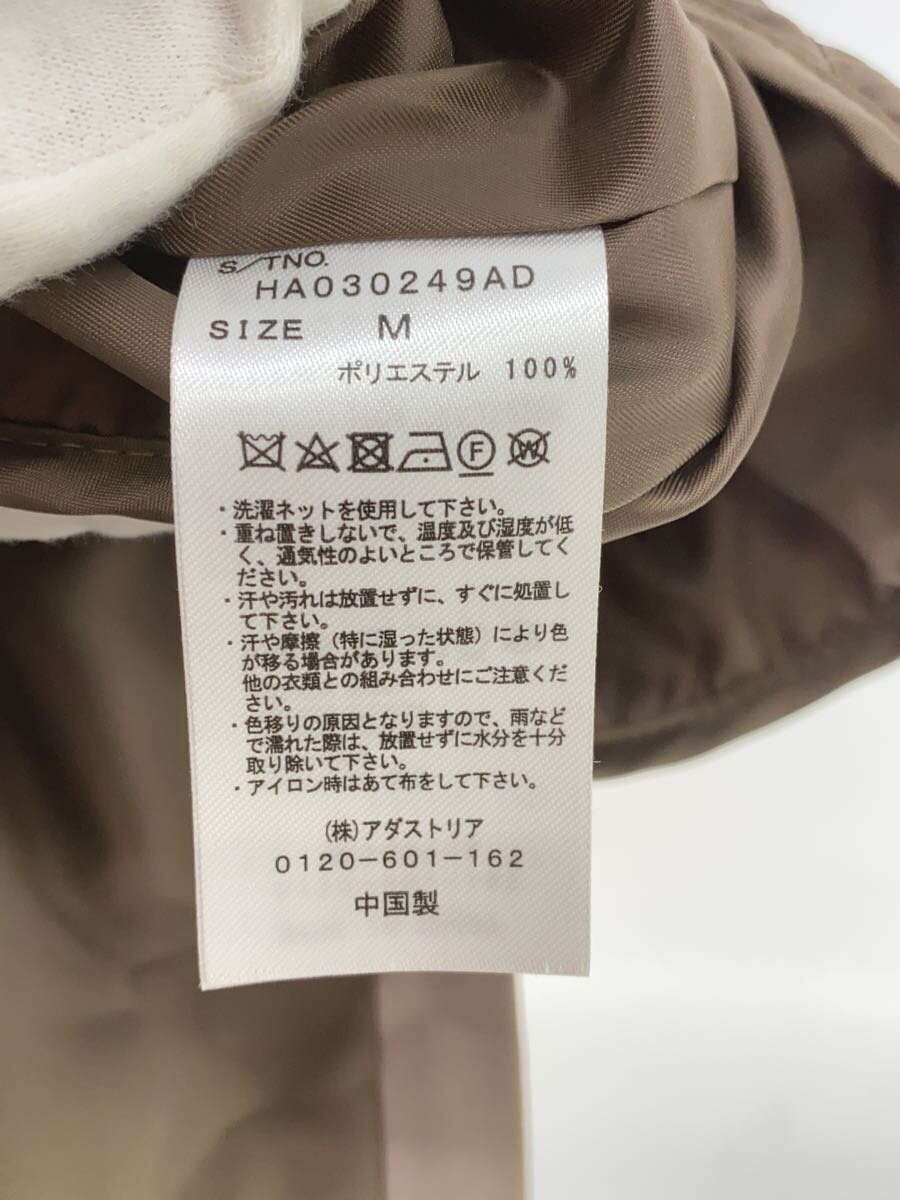 S/TNO.
HA030249AD
SIZE M
ポリエステル 100%
F W
・洗濯ネットを使用して下さい。
・重ね置きしないで、温度及び湿度が低
く、通気性のよいところで保管してく
ださい。
・汗や汚れは放置せずに、すぐに処置し
て下さい。
・汗や摩擦（特に湿った状態）により色
が移る場合があります。
他の衣類との組み合わせにご注意くだ
さい。
・色移りの原因となりますので、雨など
で濡れた際は、放置せずに水分を十分
取り除いて下さい。
・アイロン時はあて布をして下さい。
(株)アダストリア
0120-601-162
中国製